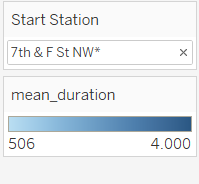 Start Station
7th & F St NW*
mean_duration
506 4.000